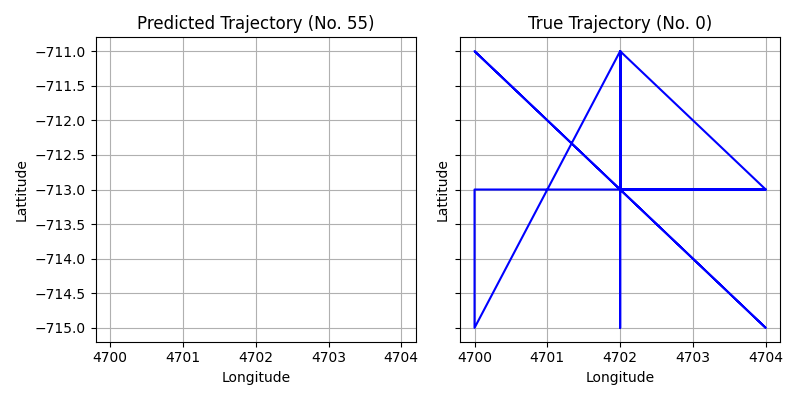 Predicted Trajectory (No. 55)
True Trajectory (No. 0)
−711.0
−711.5
−712.0
−712.5
−713.0
−713.5
−714.0
−714.5
−715.0
Lattitude
Lattitude
4700 4701 4702 4703 4704
4700 4701 4702 4703 4704
Longitude
Longitude